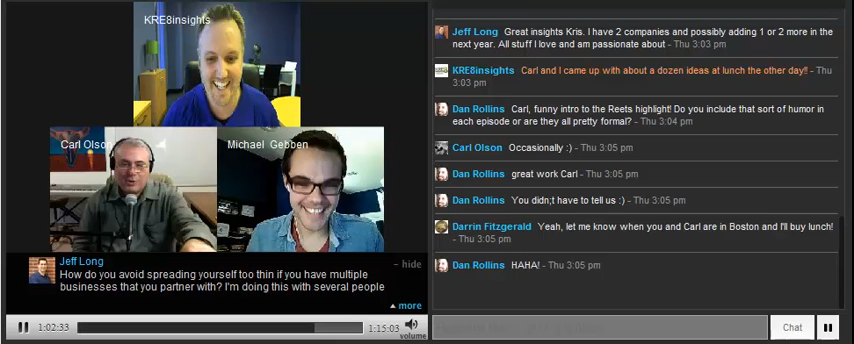 KRE8insights
Carl Olson
Michael Gebben
Jeff Long
– hide
How do you avoid spreading yourself too thin if you have multiple
businesses that you partner with? I'm doing this with several people
more
1:02:33
1:15:03
volume
Jeff Long Great insights Kris. I have 2 companies and possibly adding 1 or 2 more in the
next year. All stuff I love and am passionate about - Thu 3:03 pm
KRE8insights Carl and I came up with about a dozen ideas at lunch the other day!! - Thu
3:03 pm
Dan Rollins Carl, funny intro to the Reets highlight! Do you include that sort of humor in
each episode or are they all pretty formal? - Thu 3:04 pm
Carl Olson Occasionally :) - Thu 3:05 pm
Dan Rollins great work Carl - Thu 3:05 pm
Dan Rollins You didn;t have to tell us :) - Thu 3:05 pm
Darrin Fitzgerald Yeah, let me know when you and Carl are in Boston and I'll buy lunch!
- Thu 3:05 pm
Dan Rollins HAHA! - Thu 3:05 pm
Chat